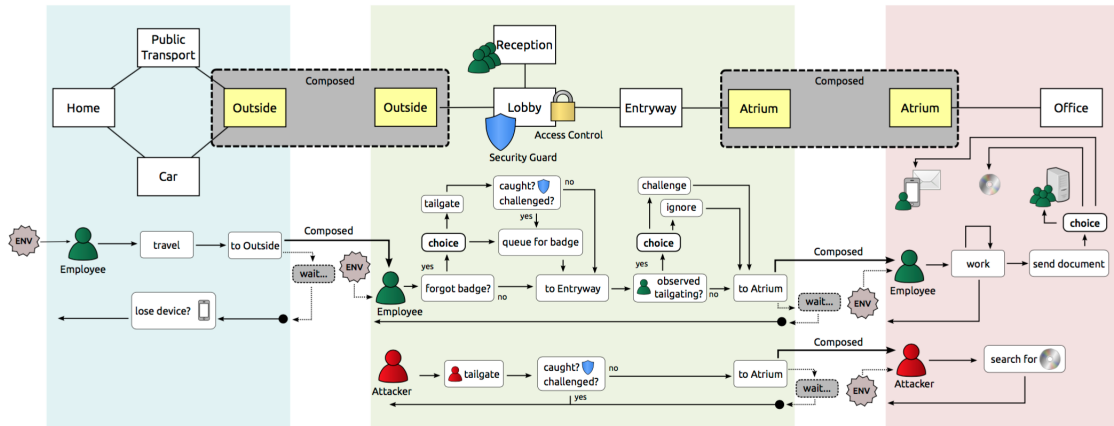 Public
Transport
Home
Car
Outside
Composed
Outside
Reception
Lobby
Access Control
Security Guard
Entryway
Atrium
Composed
Atrium
Office
ENV
Employee
travel
to Outside
Composed
wait...
lose device?
ENV
Employee
forgot badge?
yes
no
choice
tailgate
caught?
challenged?
no
yes
queue for badge
to Entryway
observed
tailgating?
yes
no
choice
ignore
challenge
to Atrium
Composed
wait...
ENV
Employee
work
send document
choice
Attacker
tailgate
caught?
challenged?
no
yes
to Atrium
Composed
wait...
ENV
Attacker
search for